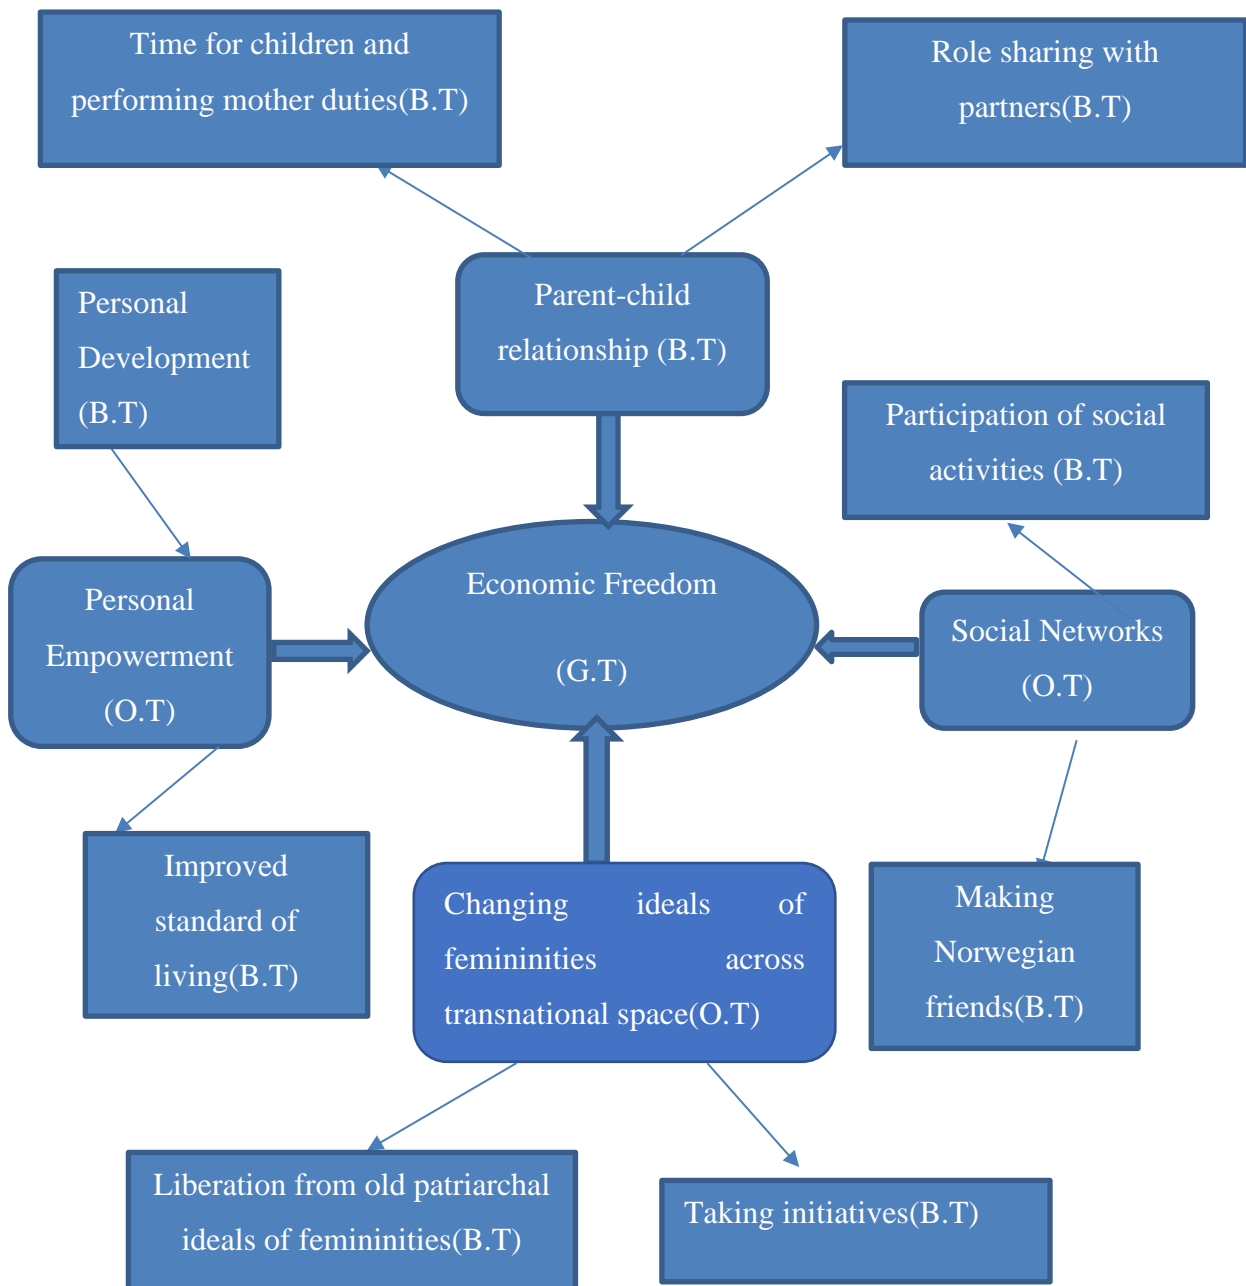 Time for children and
performing mother duties(B.T)
Role sharing with
partners(B.T)
Parent-child
relationship (B.T)
Personal
Development
(B.T)
Participation of social
activities (B.T)
Economic Freedom
(G.T)
Personal
Empowerment
(O.T)
Social Networks
(O.T)
Improved
standard of
living(B.T)
Changing ideals of
femininities across
transnational space(O.T)
Making
Norwegian
friends(B.T)
Liberation from old patriarchal
ideals of femininities(B.T)
Taking initiatives(B.T)